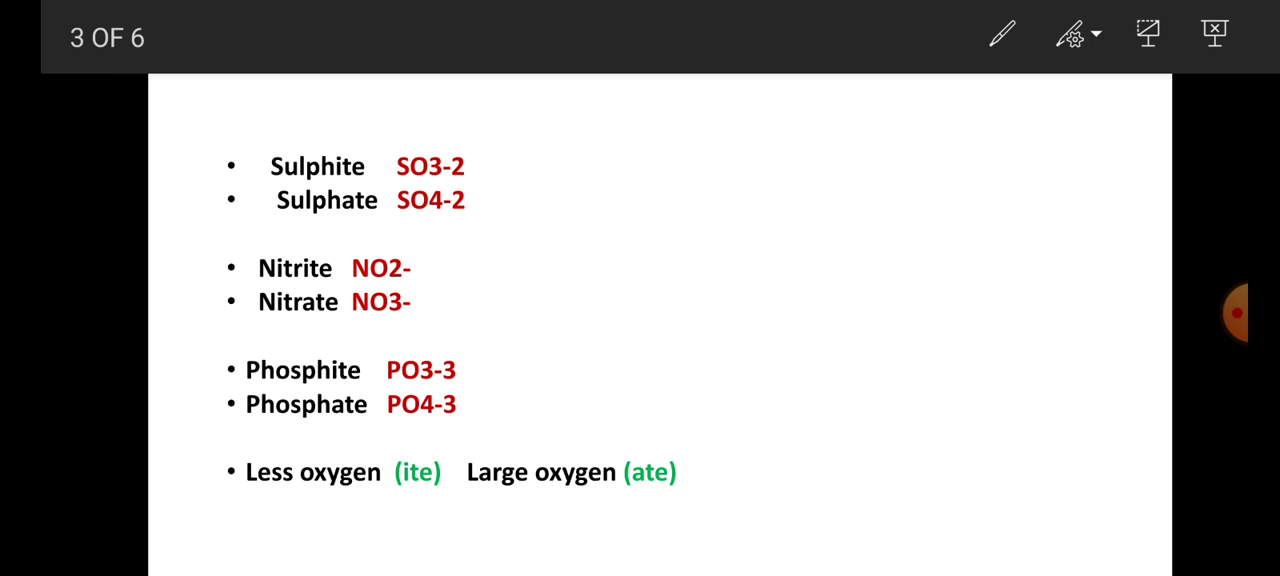 3 OF 6
• Sulphite SO3-2
• Sulphate SO4-2
• Nitrite NO2-
• Nitrate NO3-
• Phosphite PO3-3
• Phosphate PO4-3
• Less oxygen (ite) Large oxygen (ate)